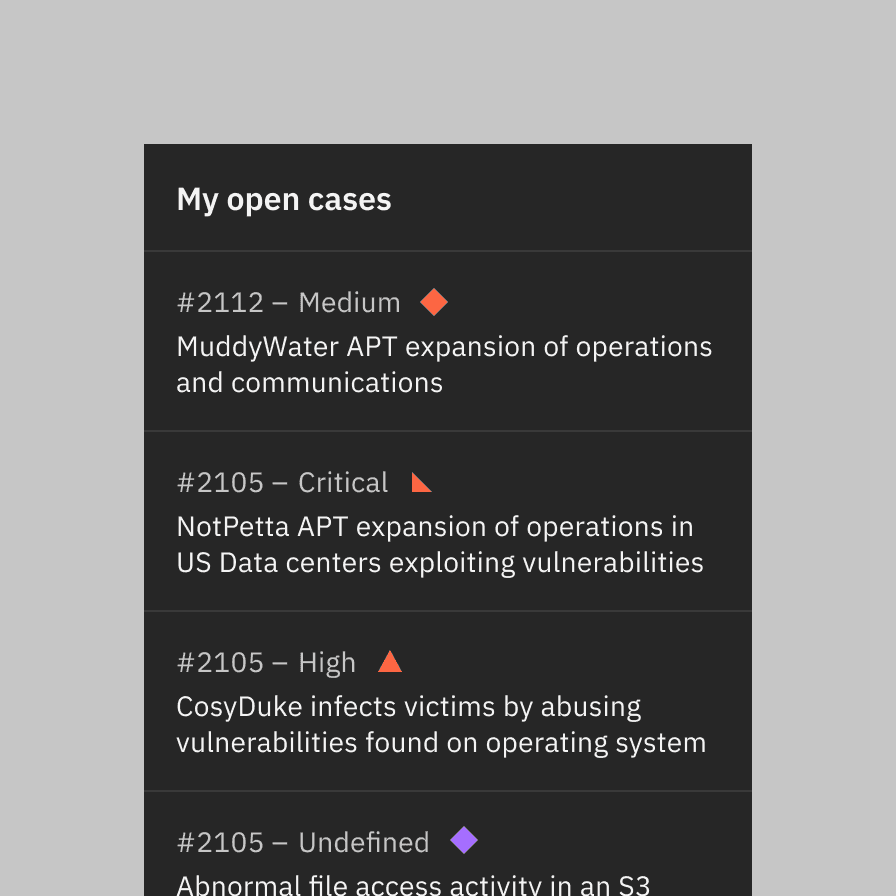 My open cases
#2112 – Medium
MuddyWater APT expansion of operations
and communications
#2105 – Critical
NotPetta APT expansion of operations in
US Data centers exploiting vulnerabilities
#2105 – High
CosyDuke infects victims by abusing
vulnerabilities found on operating system
#2105 – Undefined
Abnormal file access activity in an S3